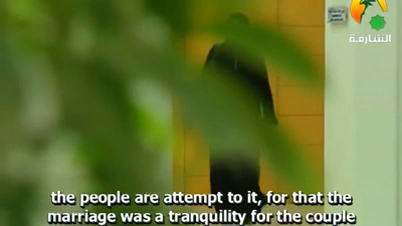 الشارقة
the people are attempt to it, for that the
marriage was a tranquility for the couple